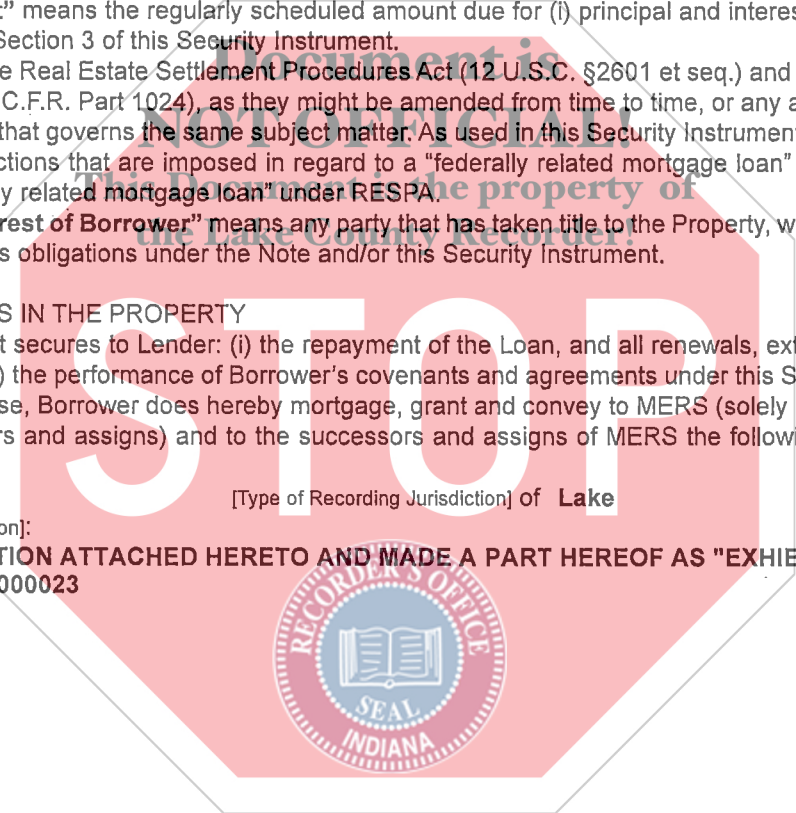 t” means the regularly scheduled amount due for (i) principal and interes
Section 3 of this Security Instrument.
e Real Estate Settlement Procedures Act (12 U.S.C. §2601 et seq.) and
C.F.R. Part 1024), as they might be amended from time to time, or any a
that governs the same subject matter. As used in this Security Instrument
ctions that are imposed in regard to a “federally related mortgage loan”
y related mortgage loan” under RESPA.
rest of Borrower” means any party that has taken title to the Property, w
s obligations under the Note and/or this Security Instrument.
S IN THE PROPERTY
t secures to Lender: (i) the repayment of the Loan, and all renewals, ext
) the performance of Borrower's covenants and agreements under this S
se, Borrower does hereby mortgage, grant and convey to MERS (solely
rs and assigns) and to the successors and assigns of MERS the followi
[Type of Recording Jurisdiction] of Lake
on]:
TION ATTACHED HERETO AND MADE A PART HEREOF AS "EXHIB
000023
Document is
NOT OFFICIAL!
This Document is the property of
the Lake County Recorder!
STOP
RECORDER'S OFFICE
SEAL
INDIANA